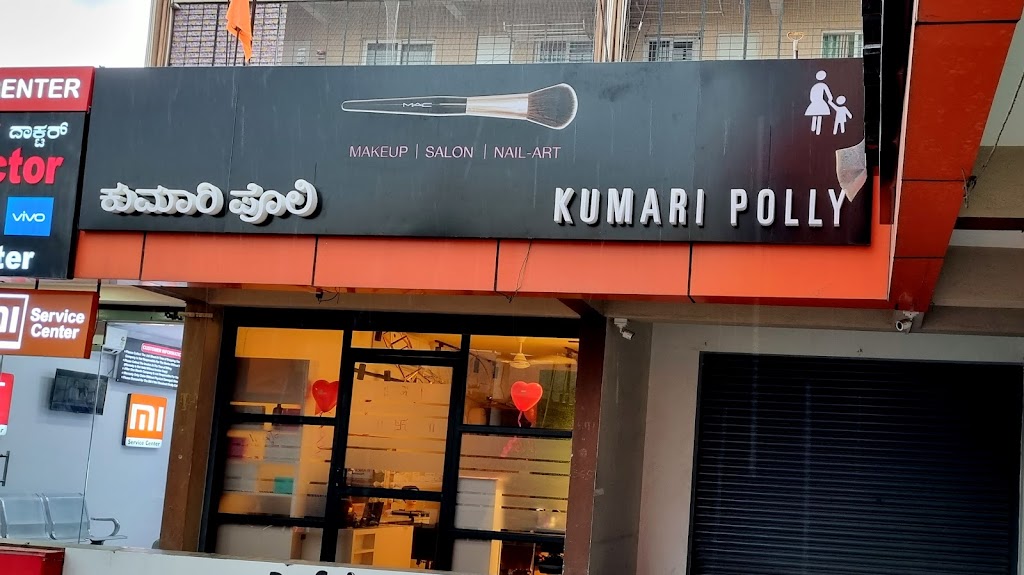 ENTER
ದಾಕ್ಟರ್
ctor
vivo
ter
MI Service
Center
MI
Service Center
MAC
MAKEUP | SALON | NAIL-ART
ಕುಮಾರಿ ಪೊಲಿ
KUMARI POLLY